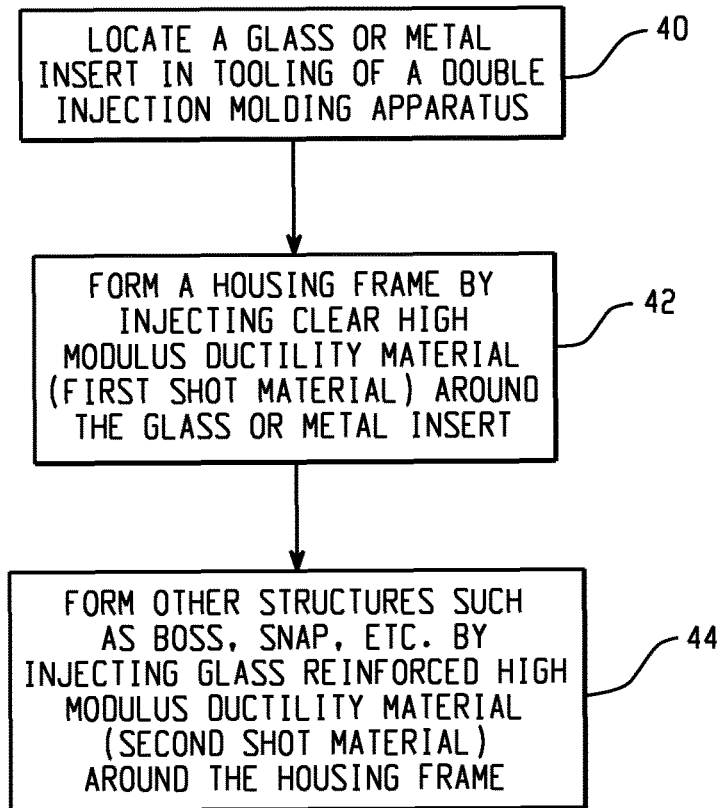 LOCATE A GLASS OR METAL
INSERT IN TOOLING OF A DOUBLE
INJECTION MOLDING APPARATUS
40
FORM A HOUSING FRAME BY
INJECTING CLEAR HIGH
MODULUS DUCTILITY MATERIAL
(FIRST SHOT MATERIAL) AROUND
THE GLASS OR METAL INSERT
42
FORM OTHER STRUCTURES SUCH
AS BOSS, SNAP, ETC. BY
INJECTING GLASS REINFORCED HIGH
MODULUS DUCTILITY MATERIAL
(SECOND SHOT MATERIAL)
AROUND THE HOUSING FRAME
44